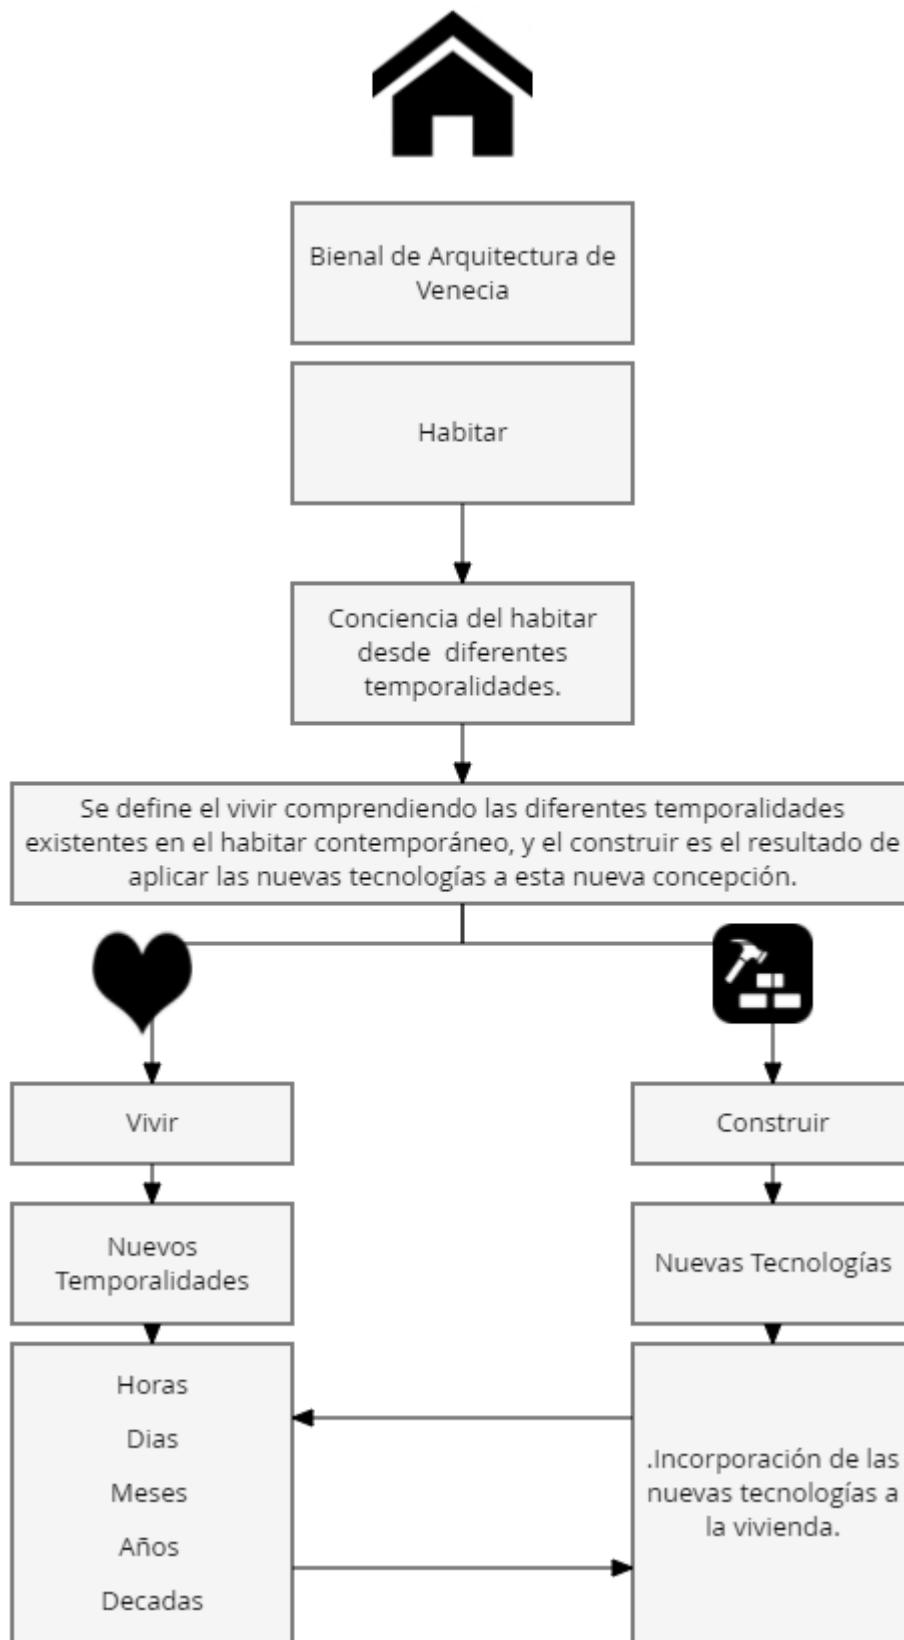 Bienal de Arquitectura de
Venecia
Habitar
Conciencia del habitar
desde diferentes
temporalidades.
Se define el vivir comprendiendo las diferentes temporalidades
existentes en el habitar contemporáneo, y el construir es el resultado de
aplicar las nuevas tecnologías a esta nueva concepción.
Vivir
Construir
Nuevos
Temporalidades
Nuevas Tecnologías
Horas
Dias
Meses
Años
Decadas
.Incorporación de las
nuevas tecnologías a
la vivienda.